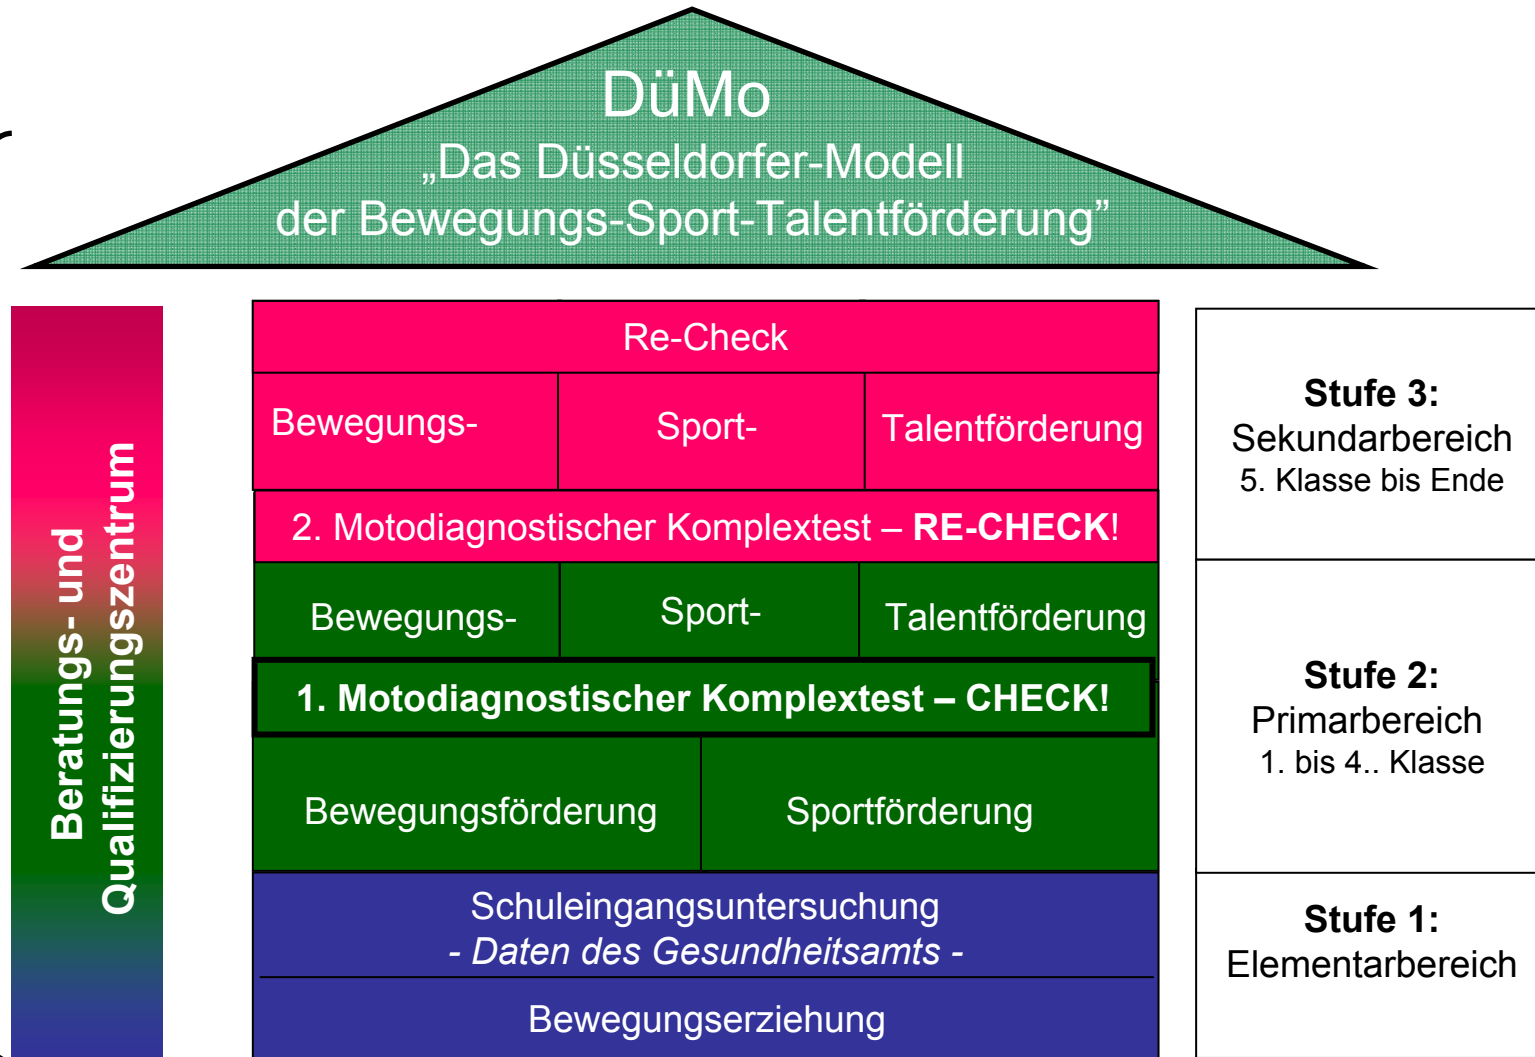 DüMo
„Das Düsseldorfer-Modell
der Bewegungs-Sport-Talentförderung”
Beratungs- und
Qualifizierungszentrum
Re-Check
Bewegungs-
Sport-
Talentförderung
2. Motodiagnostischer Komplextest – RE-CHECK!
Bewegungs-
Sport-
Talentförderung
1. Motodiagnostischer Komplextest – CHECK!
Bewegungsförderung
Sportförderung
Schuleingangsuntersuchung
- Daten des Gesundheitsamts -
Bewegungserziehung
Stufe 3:
Sekundarbereich
5. Klasse bis Ende
Stufe 2:
Primarbereich
1. bis 4.. Klasse
Stufe 1:
Elementarbereich